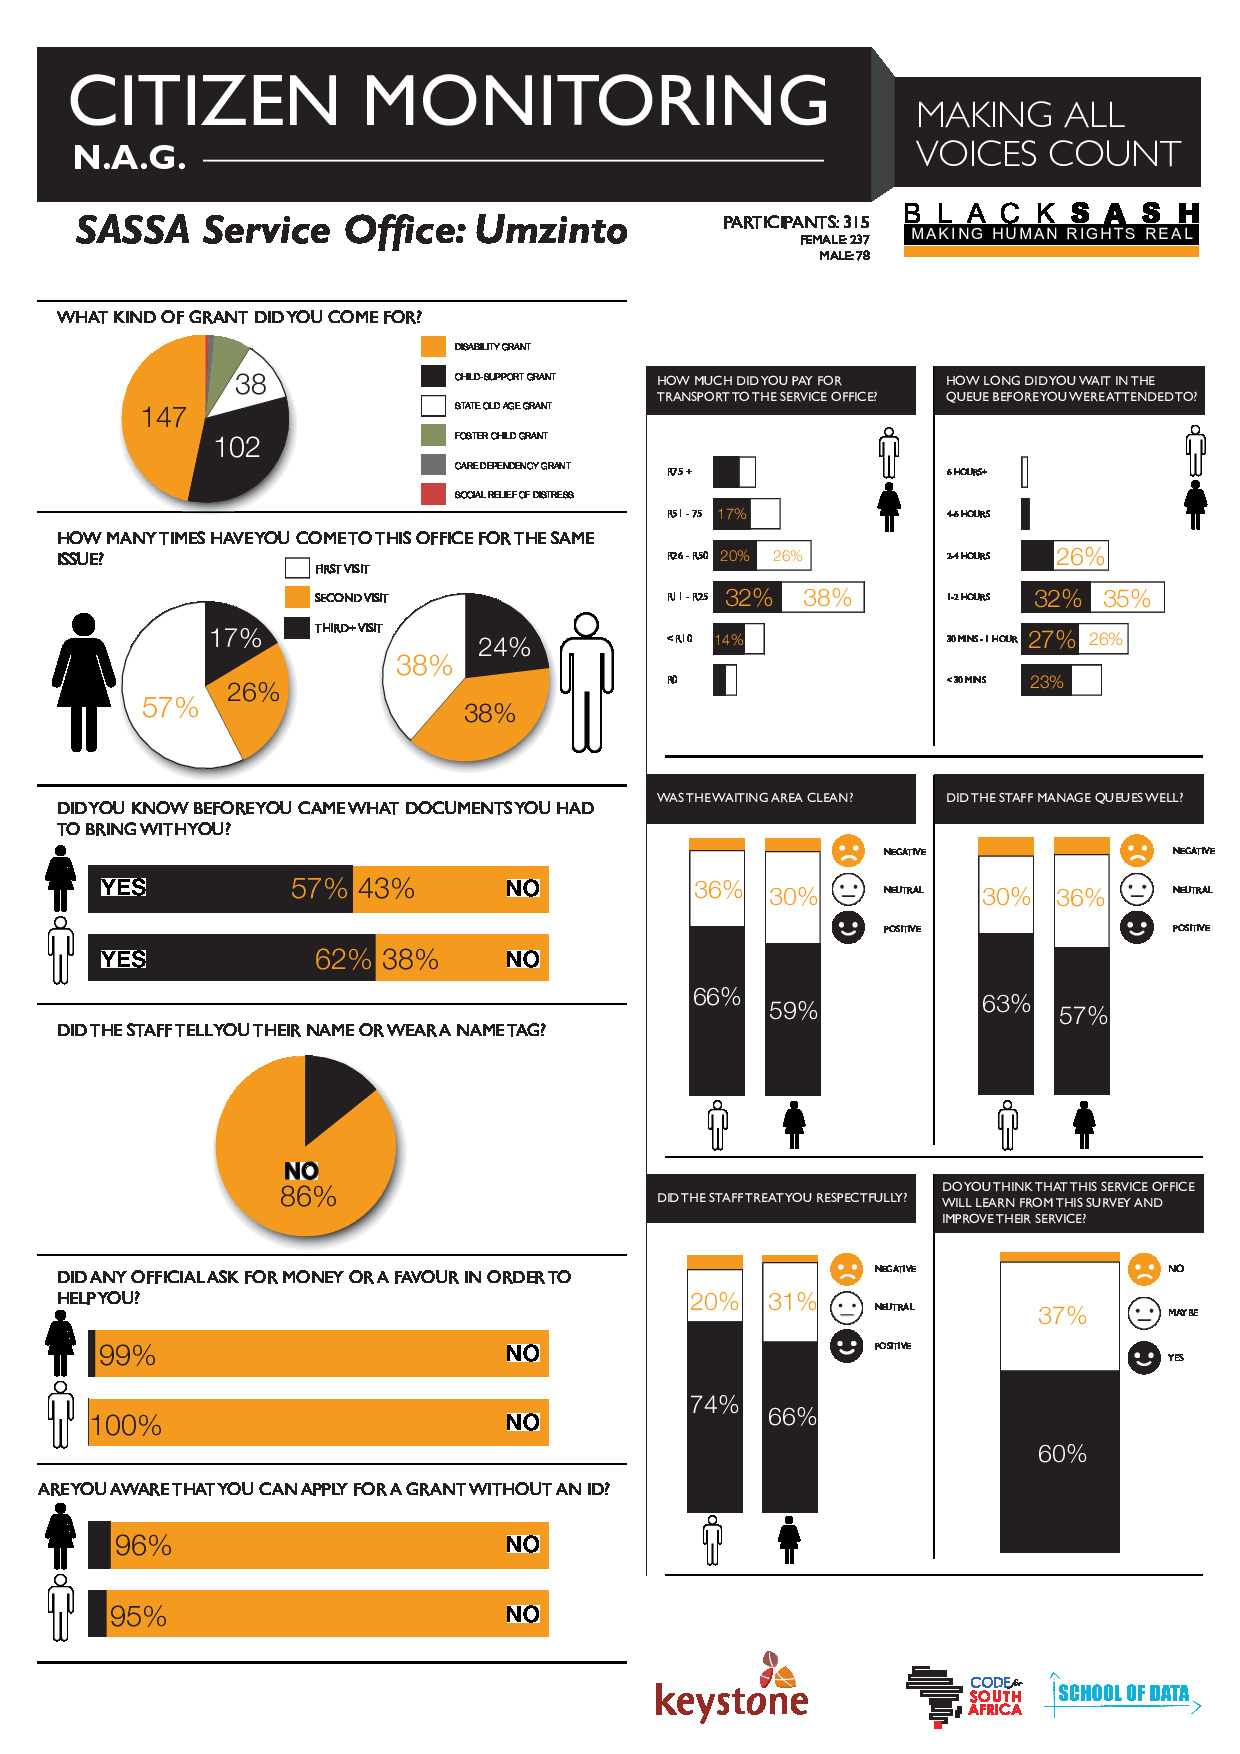 CITIZEN MONITORING
N.A.G.
MAKING ALL
VOICES COUNT
SASSA Service Office: Umzinto
PARTICIPANTS: 315
FEMALE: 237
MALE: 78
BLACKSASH
MAKING HUMAN RIGHTS REAL
WHAT KIND OF GRANT DID YOU COME FOR?
147
102
38
DISABILITY GRANT
CHILD-SUPPORT GRANT
STATE OLD AGE GRANT
FOSTER CHILD GRANT
CARE DEPENDENCY GRANT
SOCIAL RELIEF OF DISTRESS
HOW MANY TIMES HAVE YOU COME TO THIS OFFICE FOR THE SAME
ISSUE?
FIRST VISIT
SECOND VISIT
THIRD+ VISIT
17%
26%
57%
24%
38%
38%
DID YOU KNOW BEFORE YOU CAME WHAT DOCUMENTS YOU HAD
TO BRING WITH YOU?
YES 57% 43% NO
YES 62% 38% NO
DID THE STAFF TELL YOU THEIR NAME OR WEAR A NAME TAG?
NO
86%
DID ANY OFFICIAL ASK FOR MONEY OR A FAVOUR IN ORDER TO
HELP YOU?
99% NO
100% NO
ARE YOU AWARE THAT YOU CAN APPLY FOR A GRANT WITHOUT AN ID?
96% NO
95% NO
HOW MUCH DID YOU PAY FOR
TRANSPORT TO THE SERVICE OFFICE?
R75 +
R51 - 75 17%
R26 - R50 20% 26%
R11 - R25 32% 38%
< R10 14%
R0
HOW LONG DID YOU WAIT IN THE
QUEUE BEFORE YOU WERE ATTENDED TO?
6 HOURS+
4-6 HOURS
2-4 HOURS 26%
1-2 HOURS 32% 35%
30 MINS - 1 HOUR 27% 26%
< 30 MINS 23%
WAS THE WAITING AREA CLEAN?
36% 30%
66% 59%
NEGATIVE
NEUTRAL
POSITIVE
DID THE STAFF MANAGE QUEUES WELL?
30% 36%
63% 57%
NEGATIVE
NEUTRAL
POSITIVE
DID THE STAFF TREAT YOU RESPECTFULLY?
20% 31%
74% 66%
NEGATIVE
NEUTRAL
POSITIVE
DO YOU THINK THAT THIS SERVICE OFFICE
WILL LEARN FROM THIS SURVEY AND
IMPROVE THEIR SERVICE?
37%
60%
NO
MAYBE
YES
keystone
CODE for
SOUTH
AFRICA
SCHOOL OF DATA